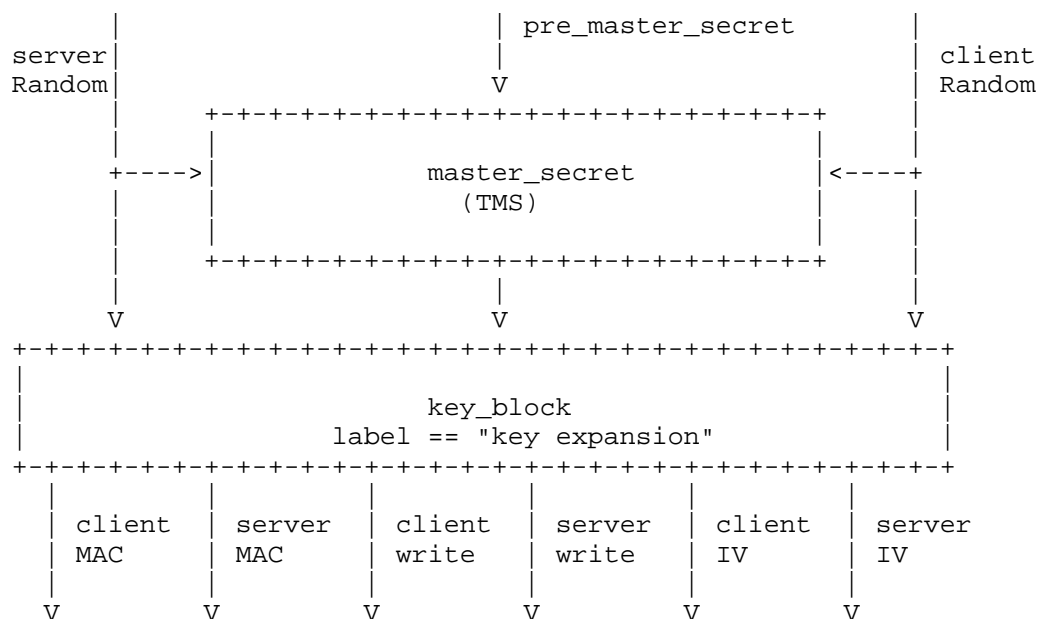 pre_master_secret
server client
Random Random
master_secret
(TMS)
key_block
label == "key expansion"
client server client server client server
MAC MAC write write IV IV